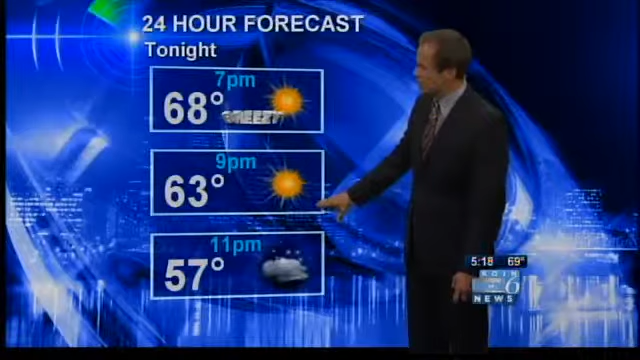 24 HOUR FORECAST
Tonight
7pm
68°
BREEZY
9pm
63°
11pm
57°
5:18 69°
KOIN
6
NEWS